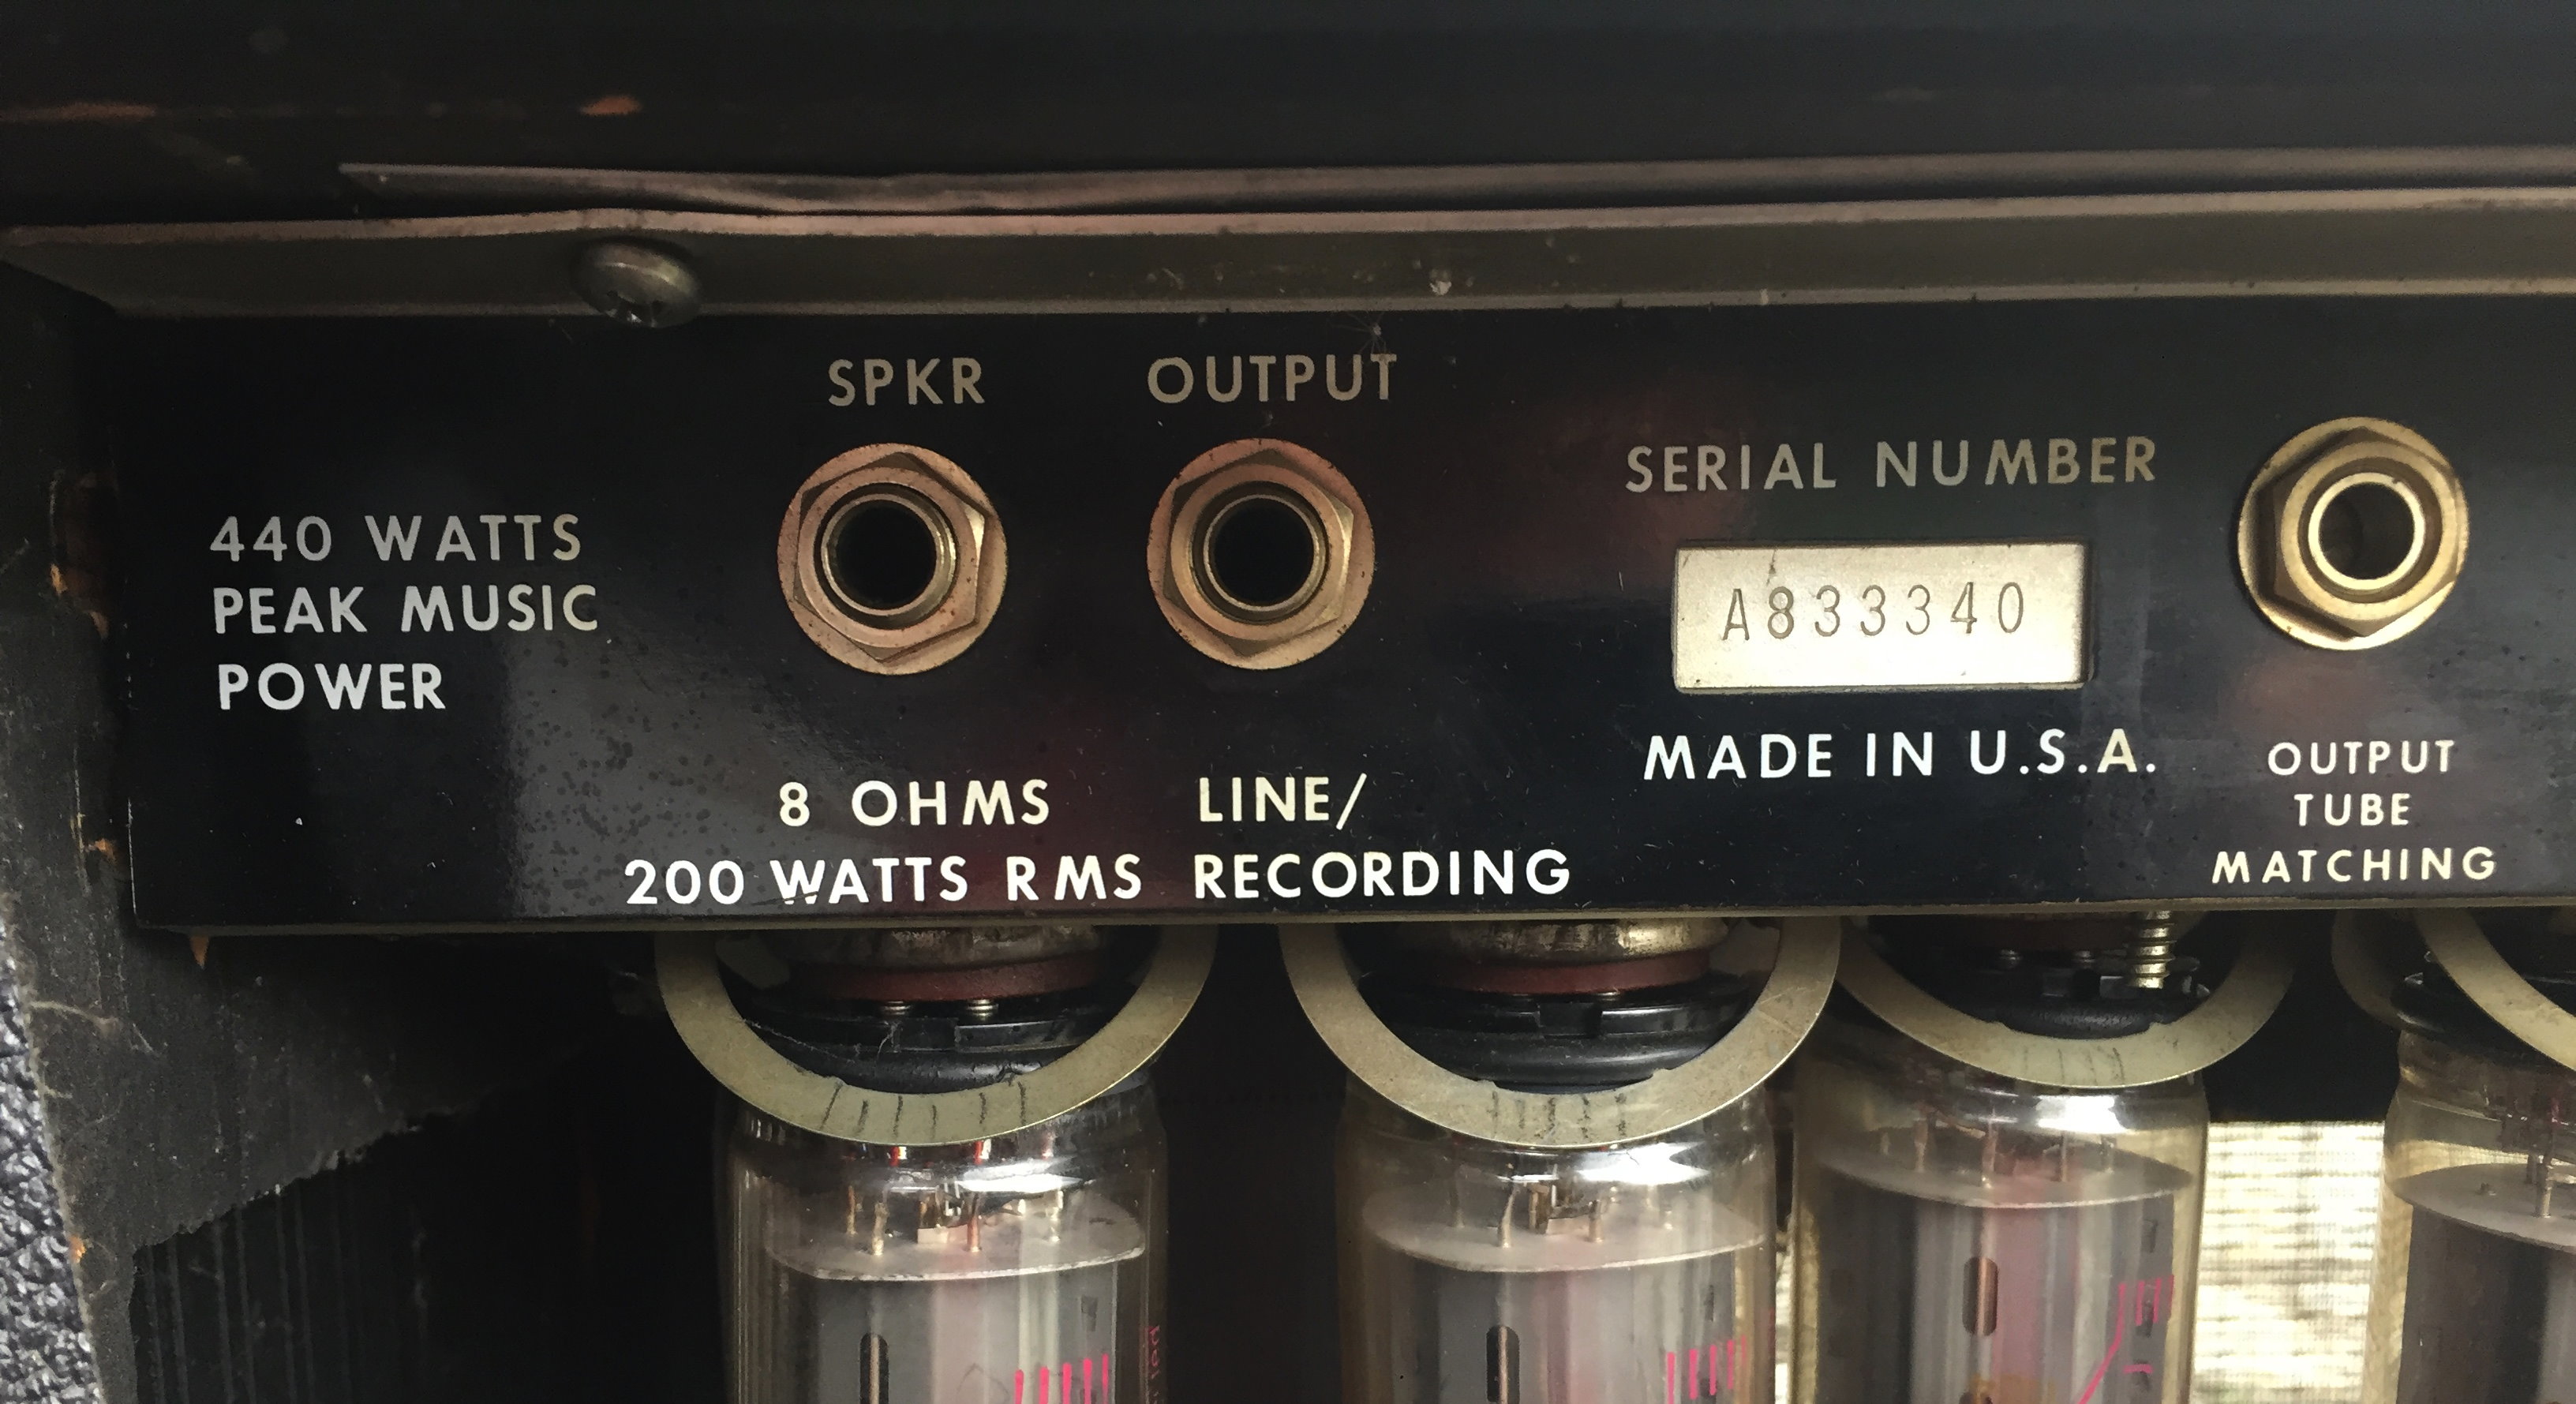 SPKR OUTPUT
440 WATTS
PEAK MUSIC
POWER
8 OHMS
200 WATTS RMS
LINE/
RECORDING
SERIAL NUMBER
A833340
MADE IN U.S.A.
OUTPUT
TUBE
MATCHING